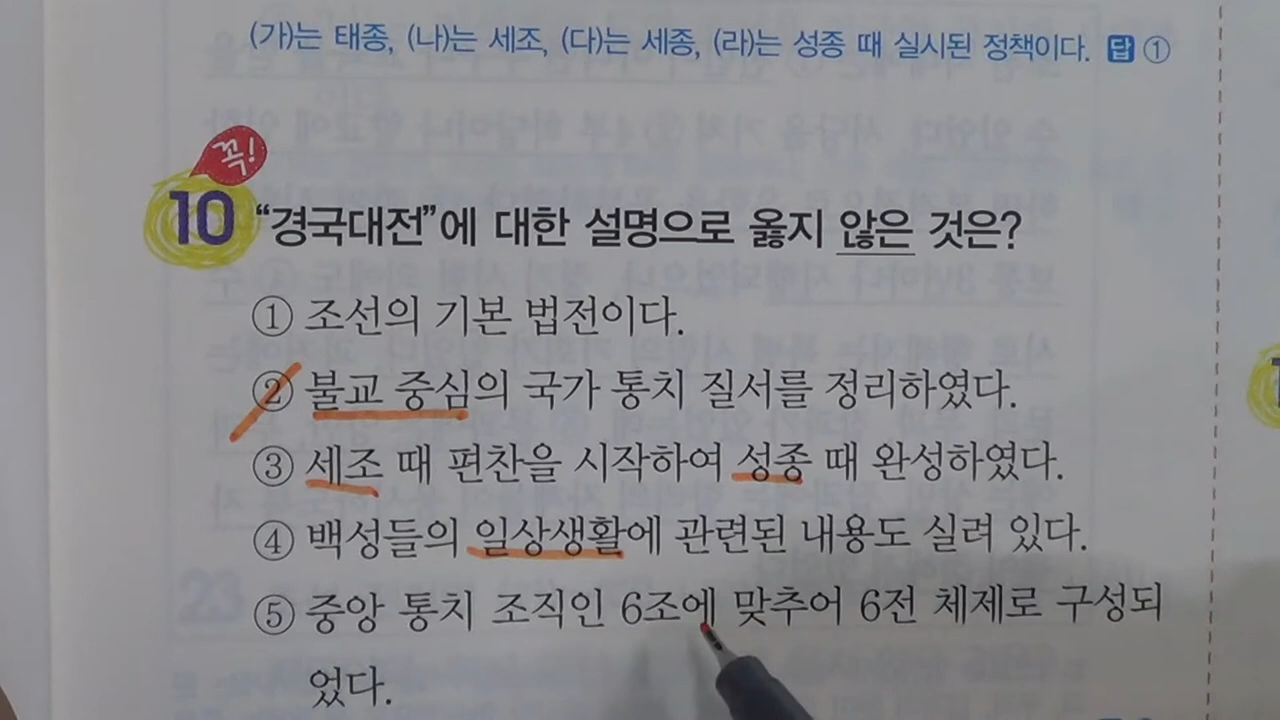 (가)는 태종, (나)는 세조, (다)는 세종, (라)는 성종 때 실시된 정책이다. 답 ①
꼭!
10 “경국대전”에 대한 설명으로 옳지 않은 것은?
① 조선의 기본 법전이다.
② 불교 중심의 국가 통치 질서를 정리하였다.
③ 세조 때 편찬을 시작하여 성종 때 완성하였다.
④ 백성들의 일상생활에 관련된 내용도 실려 있다.
⑤ 중앙 통치 조직인 6조에 맞추어 6전 체제로 구성되
었다.